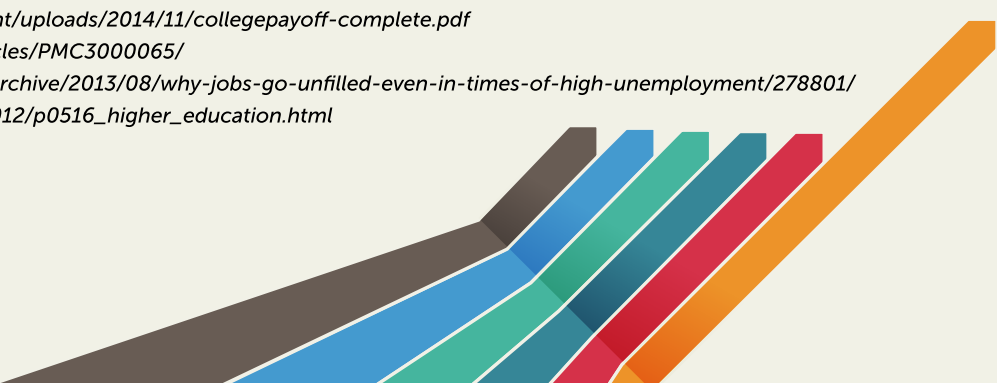 nt/uploads/2014/11/collegepayoff-complete.pdf
cles/PMC3000065/
rchive/2013/08/why-jobs-go-unfilled-even-in-times-of-high-unemployment/278801/
012/p0516_higher_education.html